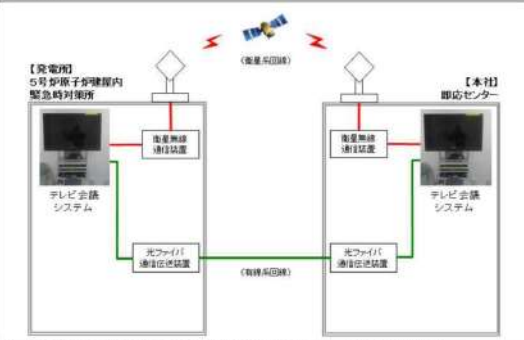 (衛星系回線)
【発電所】
5号炉原子炉建屋内
緊急時対策所
【本社】
即応センター
衛星無線
通信装置
衛星無線
通信装置
テレビ会議
システム
テレビ会議
システム
光ファイバ
通信伝送装置
光ファイバ
通信伝送装置
(有線系回線)